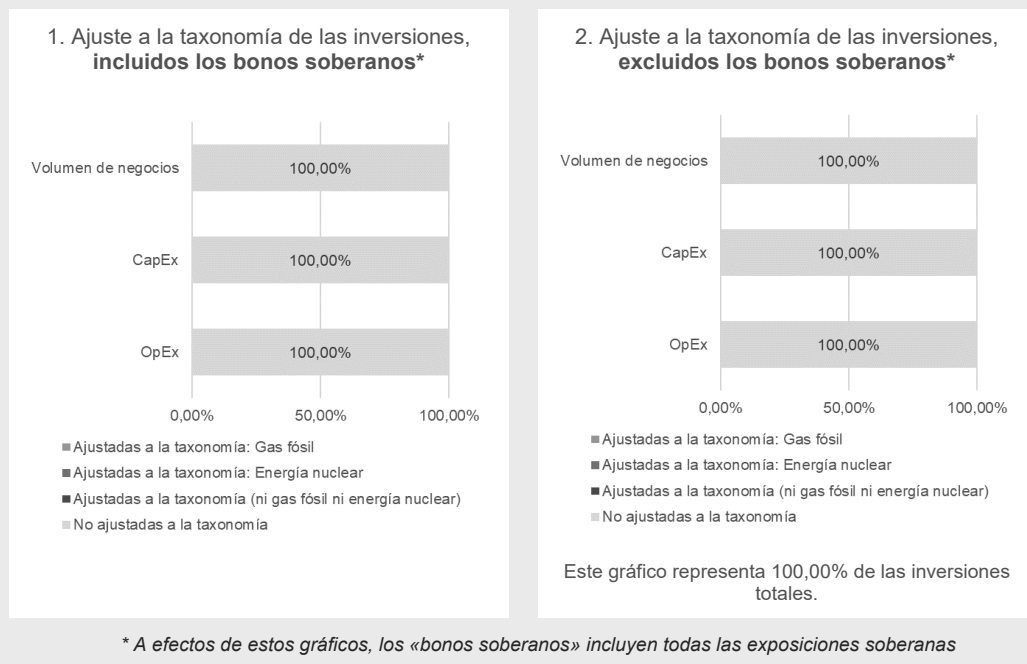 1. Ajuste a la taxonomía de las inversiones,
incluidos los bonos soberanos*
Volumen de negocios
100,00%
CapEx
100,00%
OpEx
100,00%
0,00%
50,00%
100,00%
Ajustadas a la taxonomía: Gas fósil
Ajustadas a la taxonomía: Energía nuclear
Ajustadas a la taxonomía (ni gas fósil ni energía nuclear)
No ajustadas a la taxonomía
2. Ajuste a la taxonomía de las inversiones,
excluidos los bonos soberanos*
Volumen de negocios
100,00%
CapEx
100,00%
OpEx
100,00%
0,00%
50,00%
100,00%
Ajustadas a la taxonomía: Gas fósil
Ajustadas a la taxonomía: Energía nuclear
Ajustadas a la taxonomía (ni gas fósil ni energía nuclear)
No ajustadas a la taxonomía
Este gráfico representa 100,00% de las inversiones
totales.
* A efectos de estos gráficos, los «bonos soberanos» incluyen todas las exposiciones soberanas